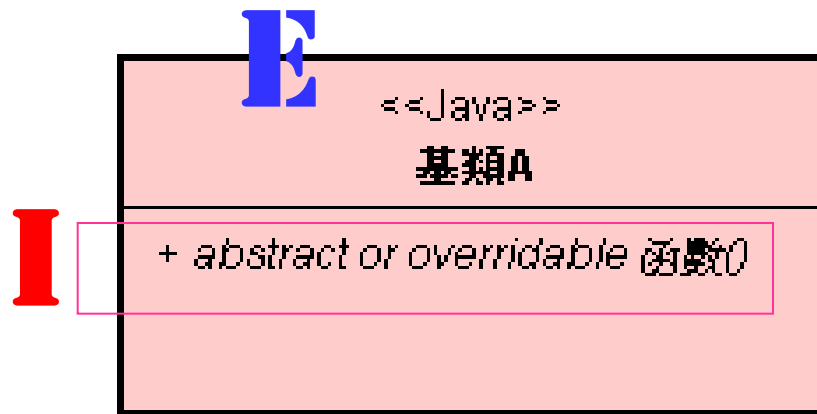 E
<<Java>>
基類A
I
+ abstract or overridable 函數()